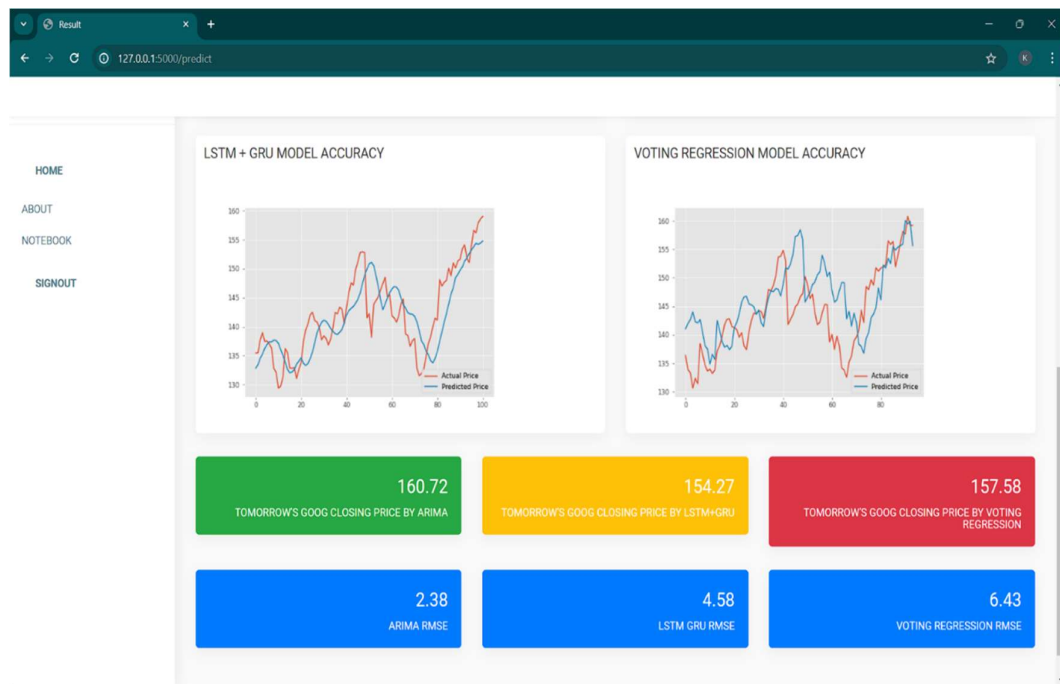 Result
127.0.0.1:5000/predict
K
HOME
ABOUT
NOTEBOOK
SIGNOUT
LSTM + GRU MODEL ACCURACY
160
155
150
145
140
135
130
0 20 40 60 80 100
Actual Price
Predicted Price
VOTING REGRESSION MODEL ACCURACY
160
155
150
145
140
135
130
0 20 40 60 80
Actual Price
Predicted Price
160.72
TOMORROW'S GOOG CLOSING PRICE BY ARIMA
154.27
TOMORROW'S GOOG CLOSING PRICE BY LSTM+GRU
157.58
TOMORROW'S GOOG CLOSING PRICE BY VOTING
REGRESSION
2.38
ARIMA RMSE
4.58
LSTM GRU RMSE
6.43
VOTING REGRESSION RMSE